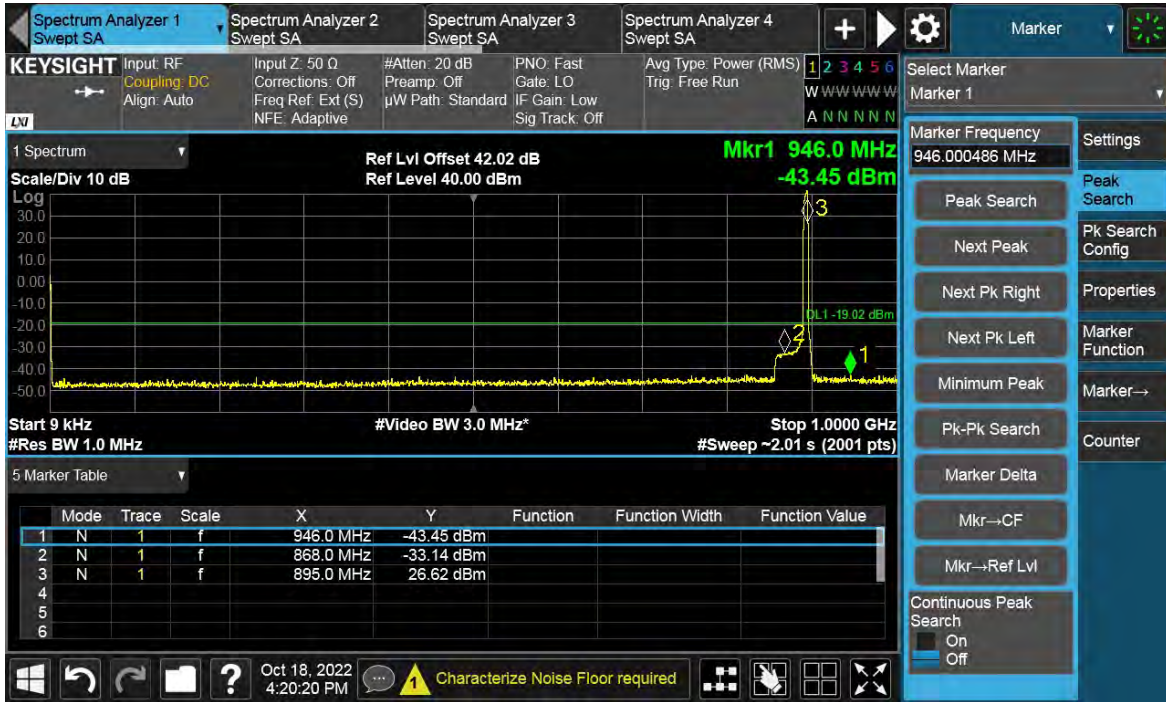 Spectrum Analyzer 1
Swept SA
Spectrum Analyzer 2
Swept SA
Spectrum Analyzer 3
Swept SA
Spectrum Analyzer 4
Swept SA
+
Marker
KEYSIGHT
LXI
Input: RF
Coupling: DC
Align: Auto
Input Z: 50 Ω
Corrections: Off
Freq Ref: Ext (S)
NFE: Adaptive
#Atten: 20 dB
Preamp: Off
µW Path: Standard
PNO: Fast
Gate: LO
IF Gain: Low
Sig Track: Off
Avg Type: Power (RMS)
Trig: Free Run
1 2 3 4 5 6
W W W W W W
A N N N N N
Select Marker
Marker 1
1 Spectrum
Scale/Div 10 dB
Ref Lvl Offset 42.02 dB
Ref Level 40.00 dBm
Mkr1 946.0 MHz
-43.45 dBm
Log
30.0
20.0
10.0
0.00
-10.0
-20.0
-30.0
-40.0
-50.0
3
DL1 -19.02 dBm
2
1
Start 9 kHz
#Res BW 1.0 MHz
#Video BW 3.0 MHz*
Stop 1.0000 GHz
#Sweep ~2.01 s (2001 pts)
5 Marker Table
Mode Trace Scale X Y Function Function Width Function Value
1 N 1 f 946.0 MHz -43.45 dBm
2 N 1 f 868.0 MHz -33.14 dBm
3 N 1 f 895.0 MHz 26.62 dBm
4
5
6
Marker Frequency
946.000486 MHz
Peak Search
Next Peak
Next Pk Right
Next Pk Left
Minimum Peak
Pk-Pk Search
Marker Delta
Mkr→CF
Mkr→Ref Lvl
Continuous Peak
Search
On
Off
Settings
Peak
Search
Pk Search
Config
Properties
Marker
Function
Marker→
Counter
?
Oct 18, 2022
4:20:20 PM
1
Characterize Noise Floor required